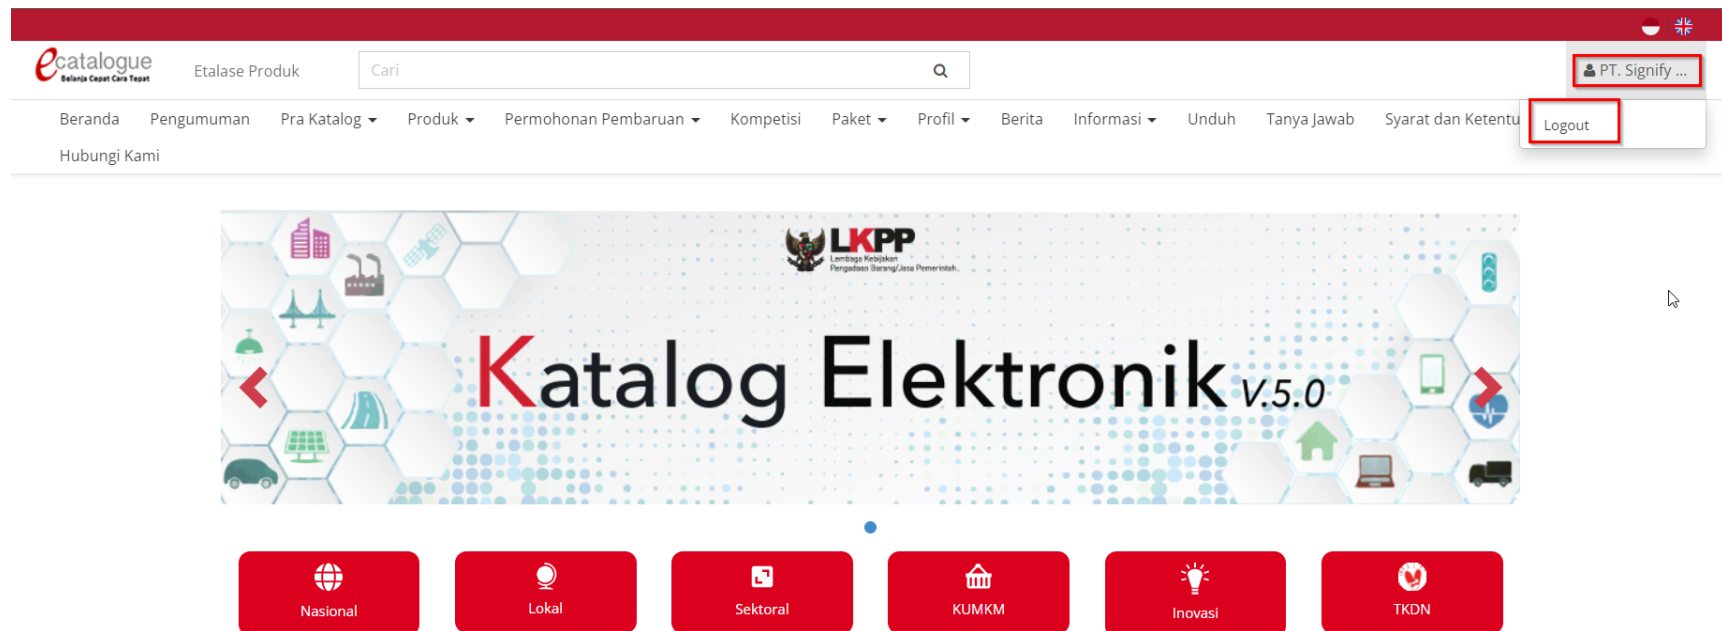 ecatalogue
Belanja Cepat Cara Tepat
Etalase Produk
Cari
PT. Signify ...
Beranda Pengumuman Pra Katalog Produk Permohonan Pembaruan Kompetisi Paket Profil Berita Informasi Unduh Tanya Jawab Syarat dan Ketentu
Logout
Hubungi Kami
LKPP
Lembaga Kebijakan
Pengadaan Barang/Jasa Pemerintah
Katalog Elektronik V.5.0
Nasional
Lokal
Sektoral
KUMKM
Inovasi
TKDN